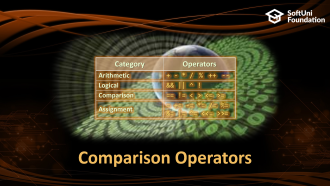 SoftUni
Foundation
Category Operators
Arithmetic + - * / % ++ --
Logical && || ^ !
Comparison == != < > <= >=
Assignment
Comparison Operators